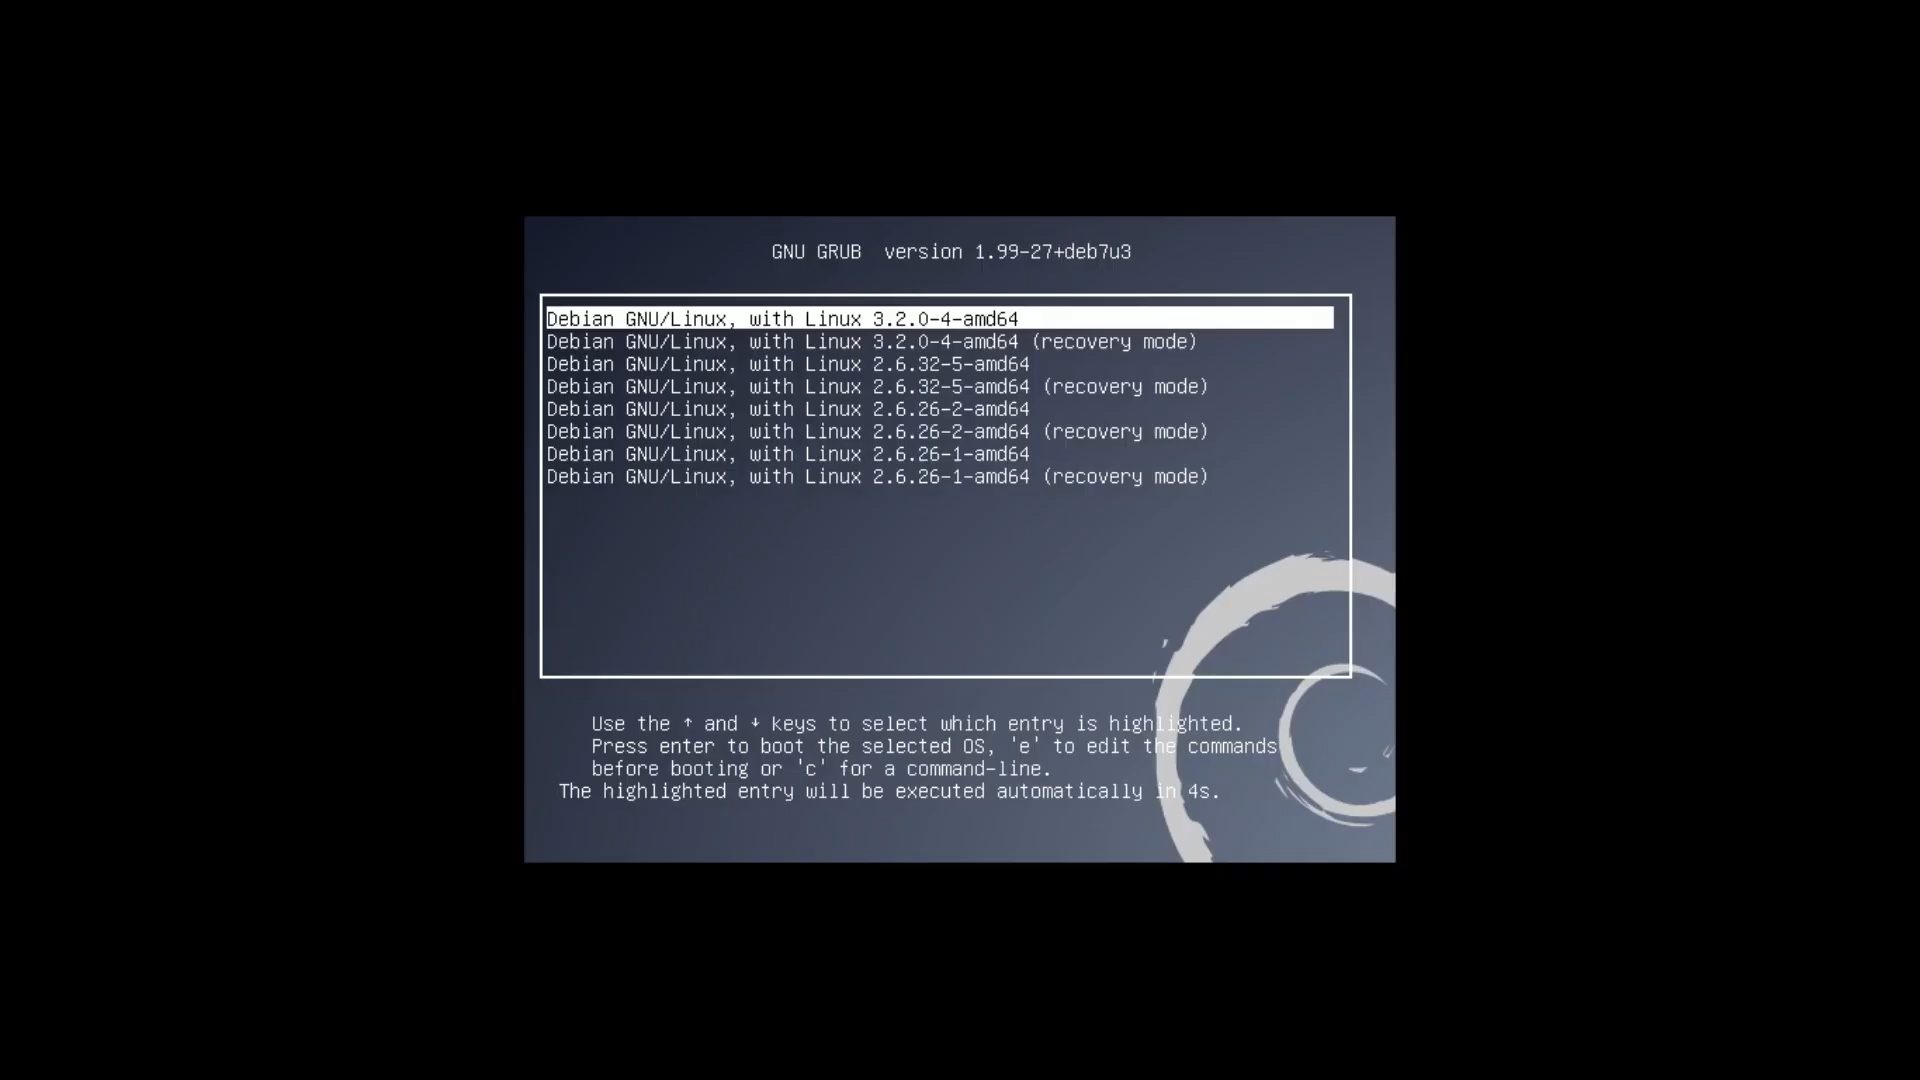 GNU GRUB  version 1.99-27+deb7u3
Debian GNU/Linux, with Linux 3.2.0-4-amd64
Debian GNU/Linux, with Linux 3.2.0-4-amd64 (recovery mode)
Debian GNU/Linux, with Linux 2.6.32-5-amd64
Debian GNU/Linux, with Linux 2.6.32-5-amd64 (recovery mode)
Debian GNU/Linux, with Linux 2.6.26-2-amd64
Debian GNU/Linux, with Linux 2.6.26-2-amd64 (recovery mode)
Debian GNU/Linux, with Linux 2.6.26-1-amd64
Debian GNU/Linux, with Linux 2.6.26-1-amd64 (recovery mode)
Use the ↑ and ↓ keys to select which entry is highlighted.
Press enter to boot the selected OS, 'e' to edit the commands
before booting or 'c' for a command-line.
The highlighted entry will be executed automatically in 4s.